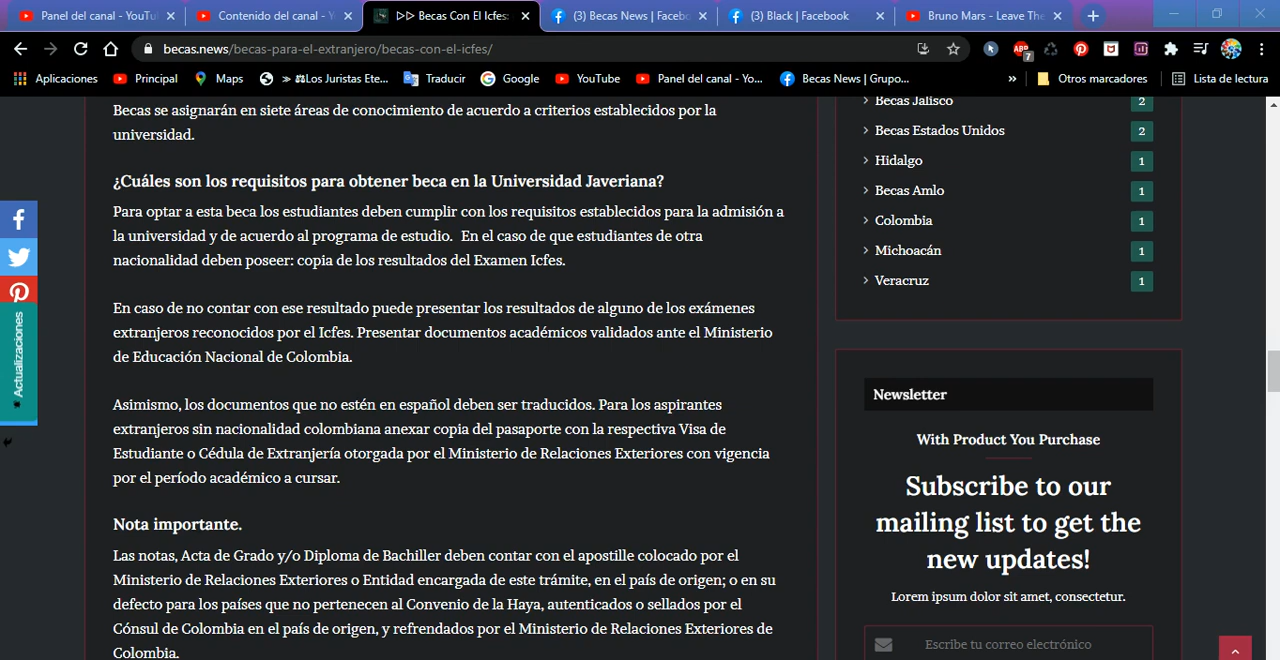 Panel del canal - YouTu
Contenido del canal - Y
▷▷ Becas Con El Icfes:
(3) Becas News | Facebo
(3) Black | Facebook
Bruno Mars - Leave The
becas.news/becas-para-el-extranjero/becas-con-el-icfes/
ABP
7
Aplicaciones
Principal
Maps
» ⚖Los Juristas Ete...
Traducir
Google
YouTube
Panel del canal - Yo...
Becas News | Grupo...
»
Otros marcadores
Lista de lectura
Becas se asignarán en siete áreas de conocimiento de acuerdo a criterios establecidos por la
universidad.
¿Cuáles son los requisitos para obtener beca en la Universidad Javeriana?
Para optar a esta beca los estudiantes deben cumplir con los requisitos establecidos para la admisión a
la universidad y de acuerdo al programa de estudio.  En el caso de que estudiantes de otra
nacionalidad deben poseer: copia de los resultados del Examen Icfes.
En caso de no contar con ese resultado puede presentar los resultados de alguno de los exámenes
extranjeros reconocidos por el Icfes. Presentar documentos académicos validados ante el Ministerio
de Educación Nacional de Colombia.
Asimismo, los documentos que no estén en español deben ser traducidos. Para los aspirantes
extranjeros sin nacionalidad colombiana anexar copia del pasaporte con la respectiva Visa de
Estudiante o Cédula de Extranjería otorgada por el Ministerio de Relaciones Exteriores con vigencia
por el período académico a cursar.
Nota importante.
Las notas, Acta de Grado y/o Diploma de Bachiller deben contar con el apostille colocado por el
Ministerio de Relaciones Exteriores o Entidad encargada de este trámite, en el país de origen; o en su
defecto para los países que no pertenecen al Convenio de la Haya, autenticados o sellados por el
Cónsul de Colombia en el país de origen, y refrendados por el Ministerio de Relaciones Exteriores de
Colombia.
Actualizaciones
Becas Jalisco 2
Becas Estados Unidos 2
Hidalgo 1
Becas Amlo 1
Colombia 1
Michoacán 1
Veracruz 1
Newsletter
With Product You Purchase
Subscribe to our
mailing list to get the
new updates!
Lorem ipsum dolor sit amet, consectetur.
Escribe tu correo electrónico